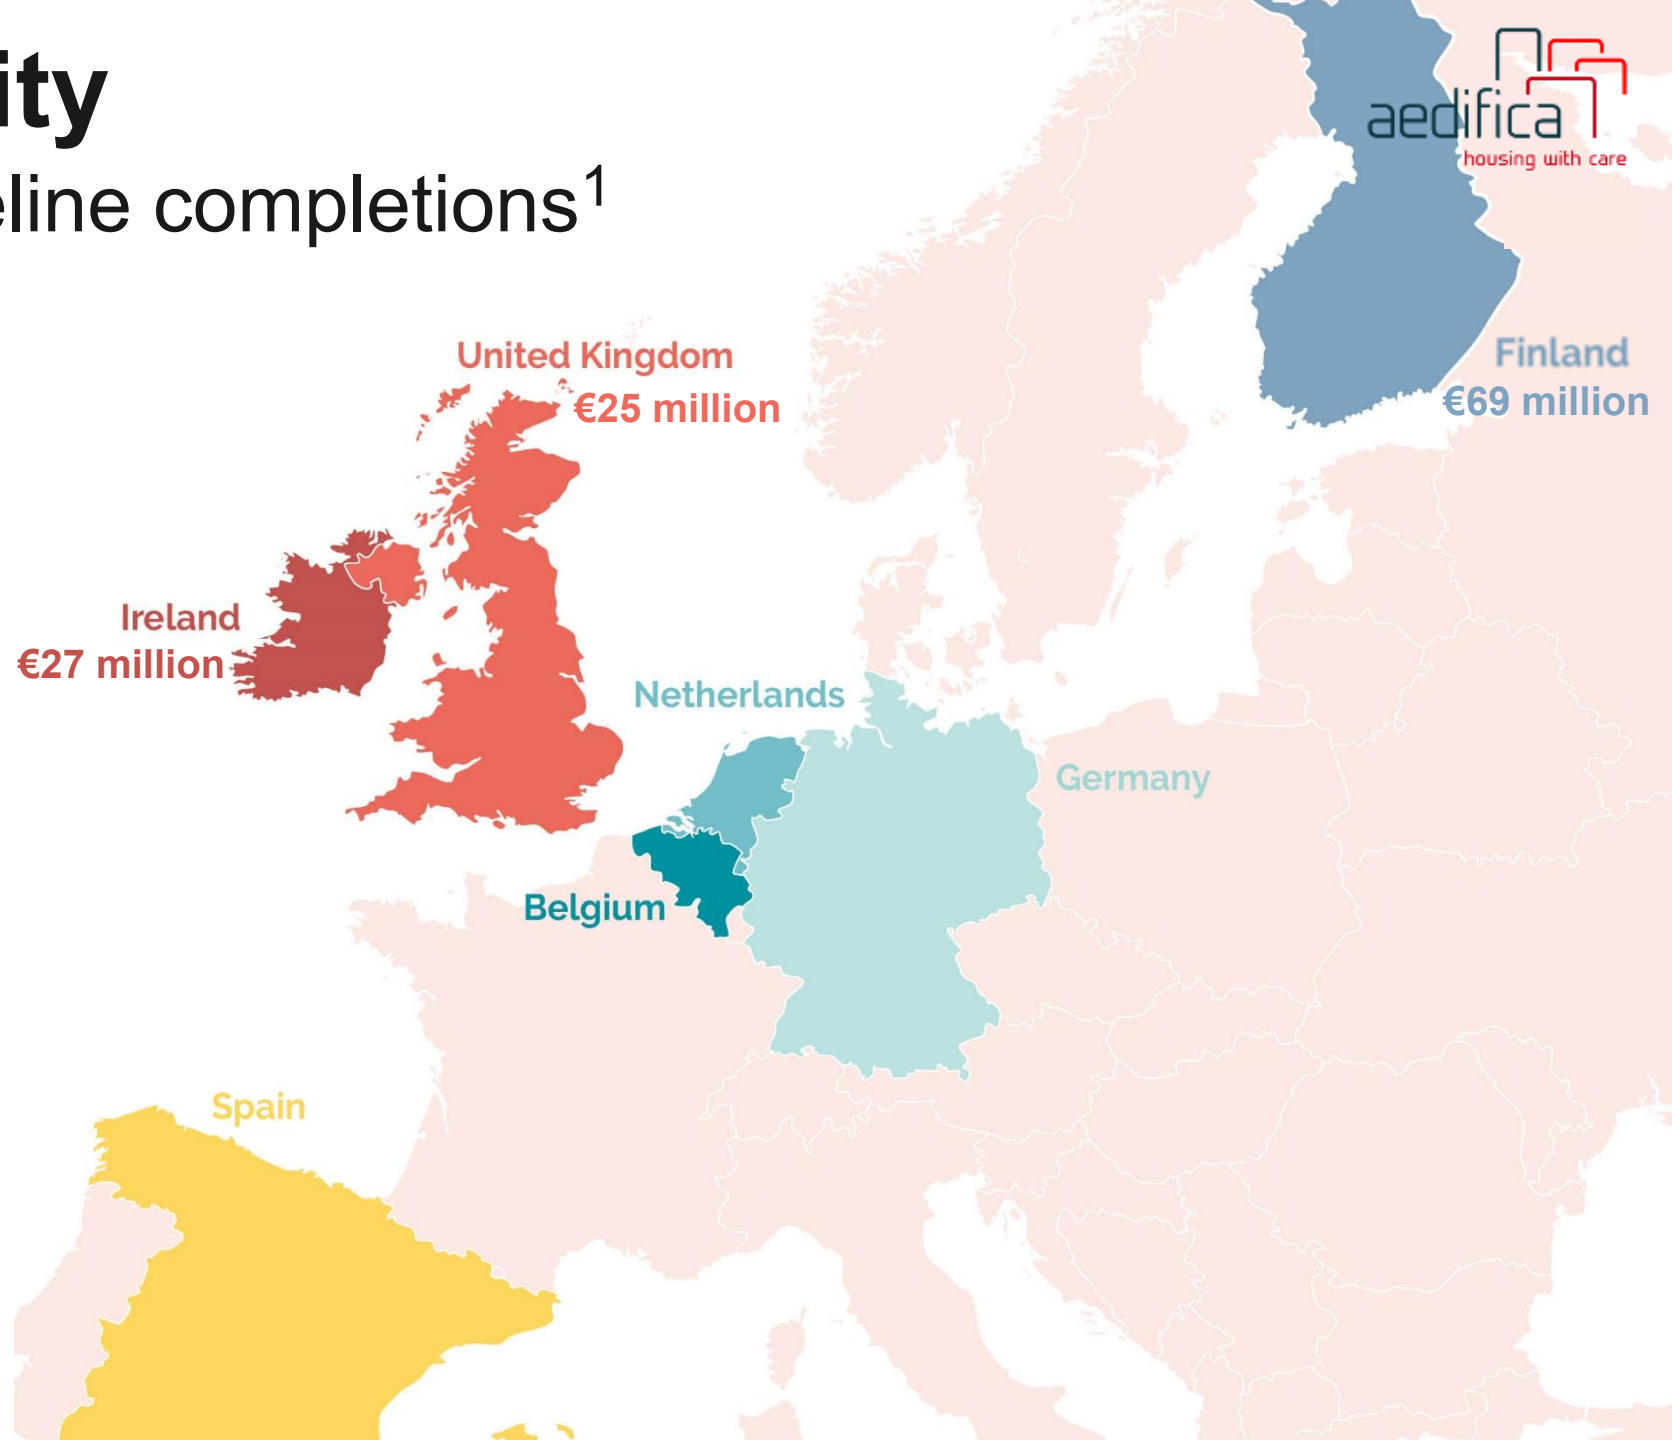 ity
eline completions¹
aedifica
housing with care
United Kingdom
€25 million
Finland
€69 million
Ireland
€27 million
Netherlands
Germany
Belgium
Spain